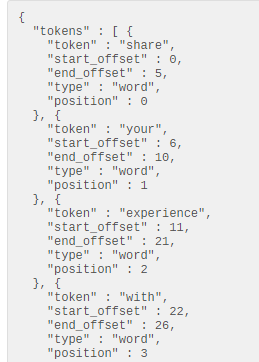 {
  "tokens" : [ {
    "token" : "share",
    "start_offset" : 0,
    "end_offset" : 5,
    "type" : "word",
    "position" : 0
  }, {
    "token" : "your",
    "start_offset" : 6,
    "end_offset" : 10,
    "type" : "word",
    "position" : 1
  }, {
    "token" : "experience",
    "start_offset" : 11,
    "end_offset" : 21,
    "type" : "word",
    "position" : 2
  }, {
    "token" : "with",
    "start_offset" : 22,
    "end_offset" : 26,
    "type" : "word",
    "position" : 3